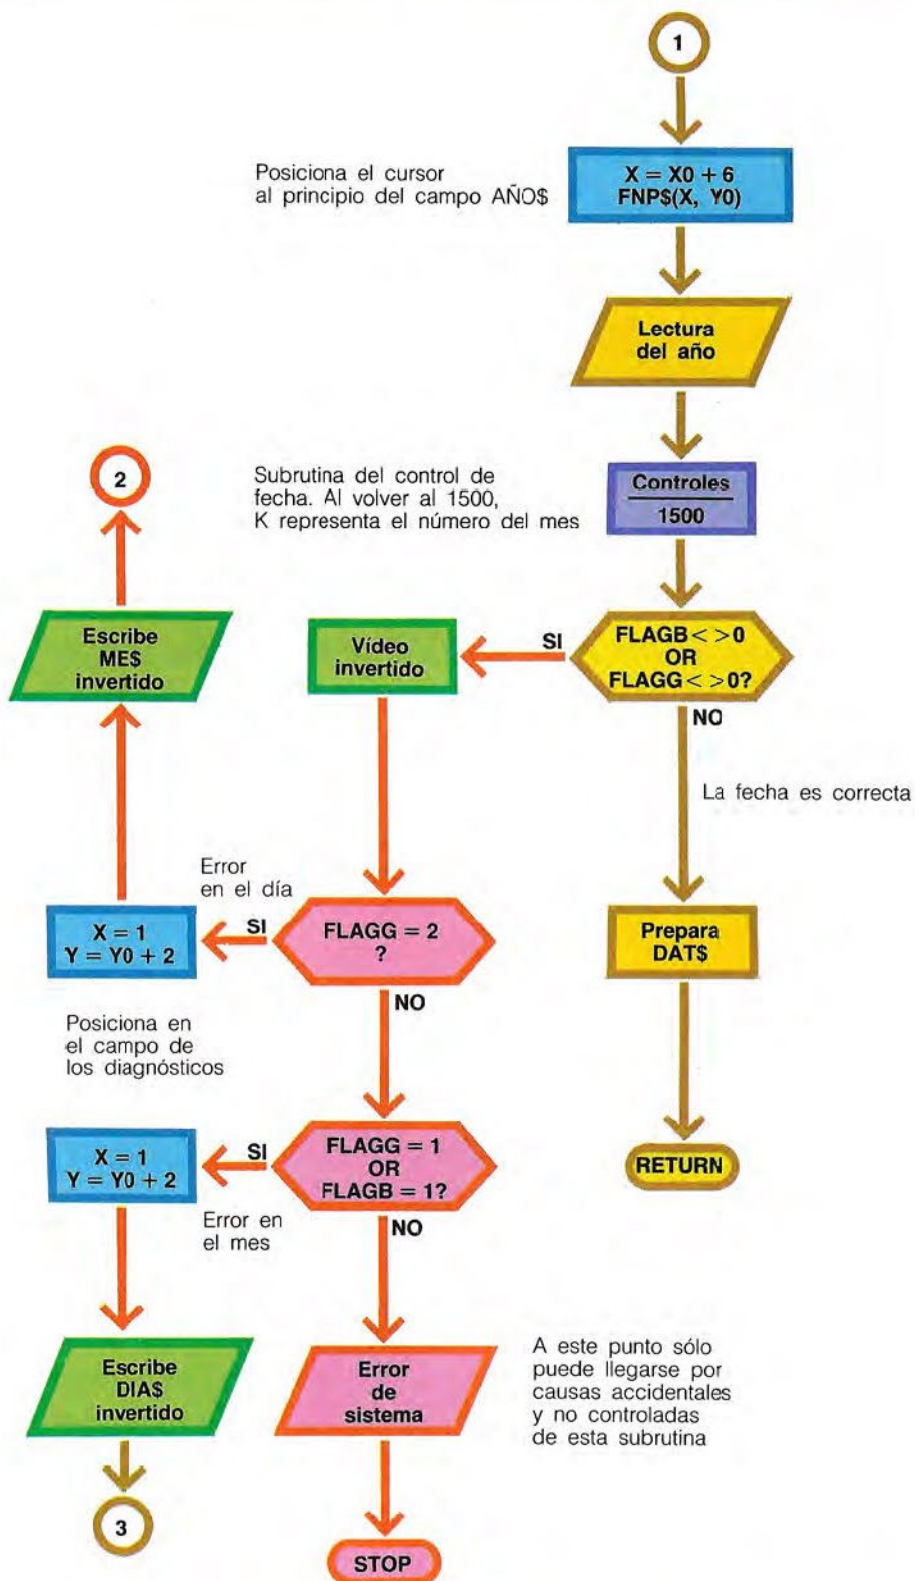 1
Posiciona el cursor
al principio del campo AÑO$
X = X0 + 6
FNP$(X, Y0)
Lectura
del año
2
Subrutina del control de
fecha. Al volver al 1500,
K representa el número del mes
Controles
1500
Escribe
ME$
invertido
Vídeo
invertido
SI
FLAGB< >0
OR
FLAGG< >0?
NO
La fecha es correcta
Error
en el día
X = 1
Y = Y0 + 2
SI
FLAGG = 2
?
Prepara
DAT$
NO
Posiciona en
el campo de
los diagnósticos
X = 1
Y = Y0 + 2
SI
FLAGG = 1
OR
FLAGB = 1?
RETURN
Error en
el mes
NO
Escribe
DIA$
invertido
Error
de
sistema
A este punto sólo
puede llegarse por
causas accidentales
y no controladas
de esta subrutina
3
STOP